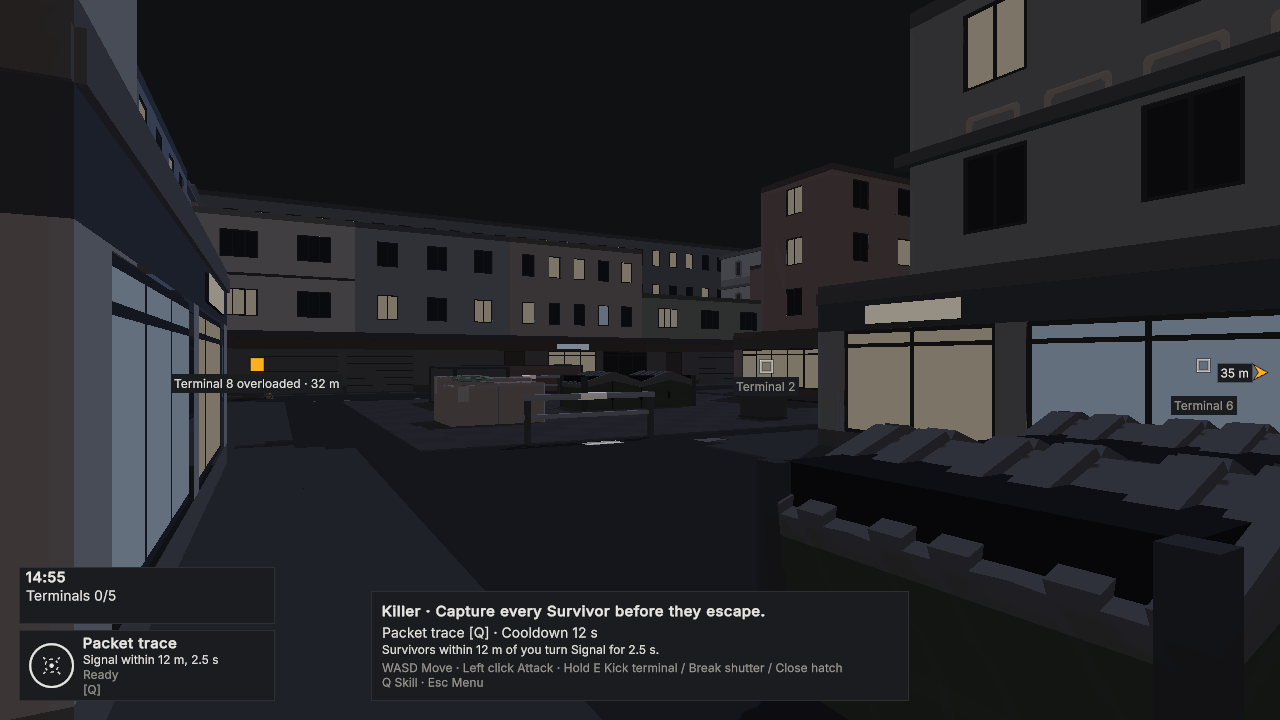 Terminal 8 overloaded · 32 m
Terminal 2
35 m
Terminal 6
14:55
Terminals 0/5
Packet trace
Signal within 12 m, 2.5 s
Ready
[Q]
Killer · Capture every Survivor before they escape.
Packet trace [Q] · Cooldown 12 s
Survivors within 12 m of you turn Signal for 2.5 s.
WASD Move · Left click Attack · Hold E Kick terminal / Break shutter / Close hatch
Q Skill · Esc Menu